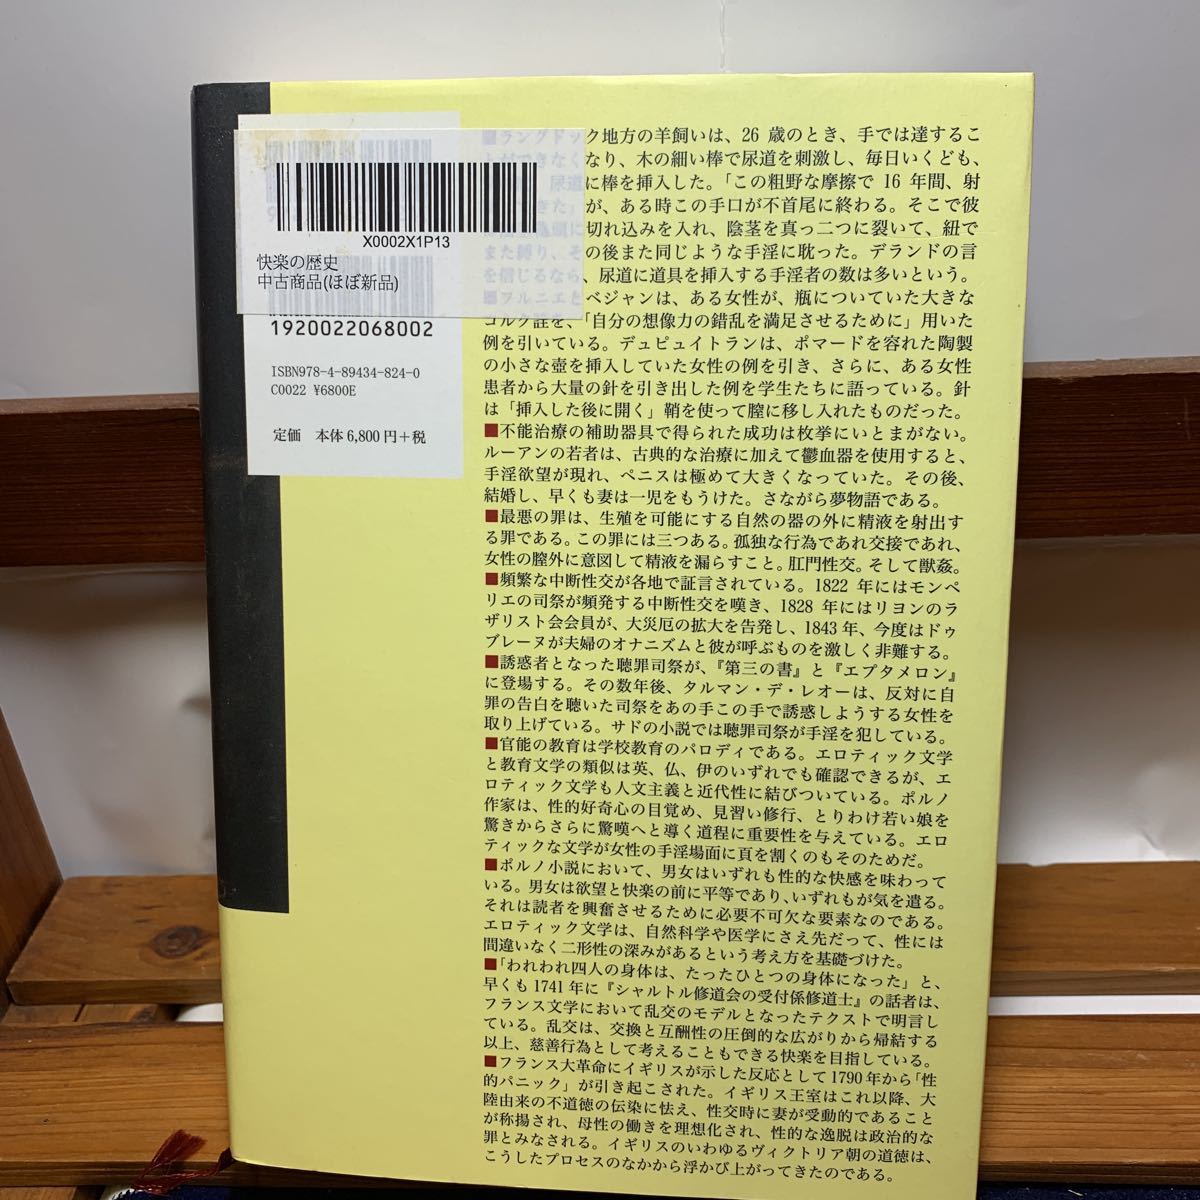 X0002X1P13
快楽の歴史
中古商品(ほぼ新品)
1920022068002
ISBN978-4-89434-824-0
C0022 ¥6800E
定価 本体6,800円+税
■ラングドック地方の羊飼いは、26歳のとき、手では達するこ
とができなくなり、木の細い棒で尿道を刺激し、毎日いくども、
尿道に棒を挿入した。「この粗野な摩擦で16年間、射
できた」が、ある時この手口が不首尾に終わる。そこで彼
切れ込みを入れ、陰茎を真っ二つに裂いて、紐で
また縛り、その後また同じような手淫に耽った。デランドの言
を信じるなら、尿道に道具を挿入する手淫者の数は多いという。
■フルニエとベジャンは、ある女性が、瓶についていた大きな
コルク詮を、「自分の想像力の錯乱を満足させるために」用いた
例を引いている。デュピュイトランは、ポマードを容れた陶製
の小さな壺を挿入していた女性の例を引き、さらに、ある女性
患者から大量の針を引き出した例を学生たちに語っている。針
は「挿入した後に開く」鞘を使って膣に移し入れたものだった。
■不能治療の補助器具で得られた成功は枚挙にいとまがない。
ルーアンの若者は、古典的な治療に加えて鬱血器を使用すると、
手淫欲望が現れ、ペニスは極めて大きくなっていた。その後、
結婚し、早くも妻は一児をもうけた。さながら夢物語である。
■最悪の罪は、生殖を可能にする自然の器の外に精液を射出す
る罪である。この罪には三つある。孤独な行為であれ交接であれ、
女性の膣外に意図して精液を漏らすこと。肛門性交。そして獣姦。
■頻繁な中断性交が各地で証言されている。1822年にはモンペ
リエの司祭が頻発する中断性交を嘆き、1828年にはリヨンのラ
ザリスト会会員が、大災厄の拡大を告発し、1843年、今度はドゥ
ブレーヌが夫婦のオナニズムと彼が呼ぶものを激しく非難する。
■誘惑者となった聴罪司祭が、『第三の書』と『エプタメロン』
に登場する。その数年後、タルマン・デ・レオーは、反対に自
罪の告白を聴いた司祭をあの手この手で誘惑しようする女性を
取り上げている。サドの小説では聴罪司祭が手淫を犯している。
■官能の教育は学校教育のパロディである。エロティック文学
と教育文学の類似は英、仏、伊のいずれでも確認できるが、エ
ロティック文学も人文主義と近代性に結びついている。ポルノ
作家は、性的好奇心の目覚め、見習い修行、とりわけ若い娘を
驚きからさらに驚嘆へと導く道程に重要性を与えている。エロ
ティックな文学が女性の手淫場面に頁を割くのもそのためだ。
■ポルノ小説において、男女はいずれも性的な快感を味わって
いる。男女は欲望と快楽の前に平等であり、いずれもが気を遣る。
それは読者を興奮させるために必要不可欠な要素なのである。
エロティック文学は、自然科学や医学にさえ先だって、性には
間違いなく二形性の深みがあるという考え方を基礎づけた。
■「われわれ四人の身体は、たったひとつの身体になった」と、
早くも1741年に『シャルトル修道会の受付係修道士』の話者は、
フランス文学において乱交のモデルとなったテクストで明言し
ている。乱交は、交換と互酬性の圧倒的な広がりから帰結する
以上、慈善行為として考えることもできる快楽を目指している。
■フランス大革命にイギリスが示した反応として1790年から「性
的パニック」が引き起こされた。イギリス王室はこれ以降、大
陸由来の不道徳の伝染に怯え、性交時に妻が受動的であること
が称揚され、母性の働きを理想化され、性的な逸脱は政治的な
罪とみなされる。イギリスのいわゆるヴィクトリア朝の道徳は、
こうしたプロセスのなかから浮かび上がってきたのである。